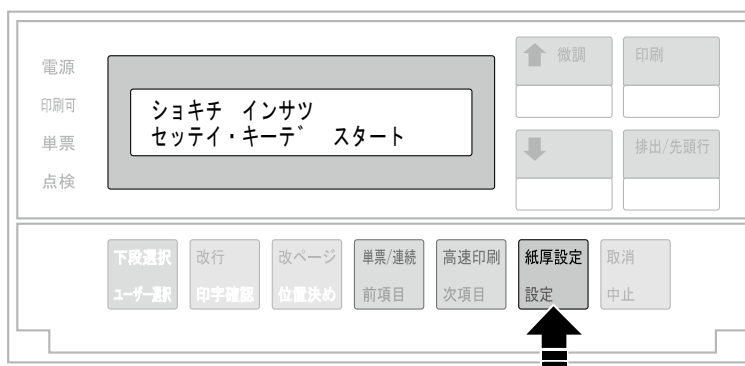 電源
印刷可
単票
点検
ショキチ インサツ
セッテイ・キーデ スタート
微調
印刷
排出/先頭行
下段選択
ユーザー選択
改行
印字確認
改ページ
位置決め
単票/連続
前項目
高速印刷
次項目
紙厚設定
設定
取消
中止